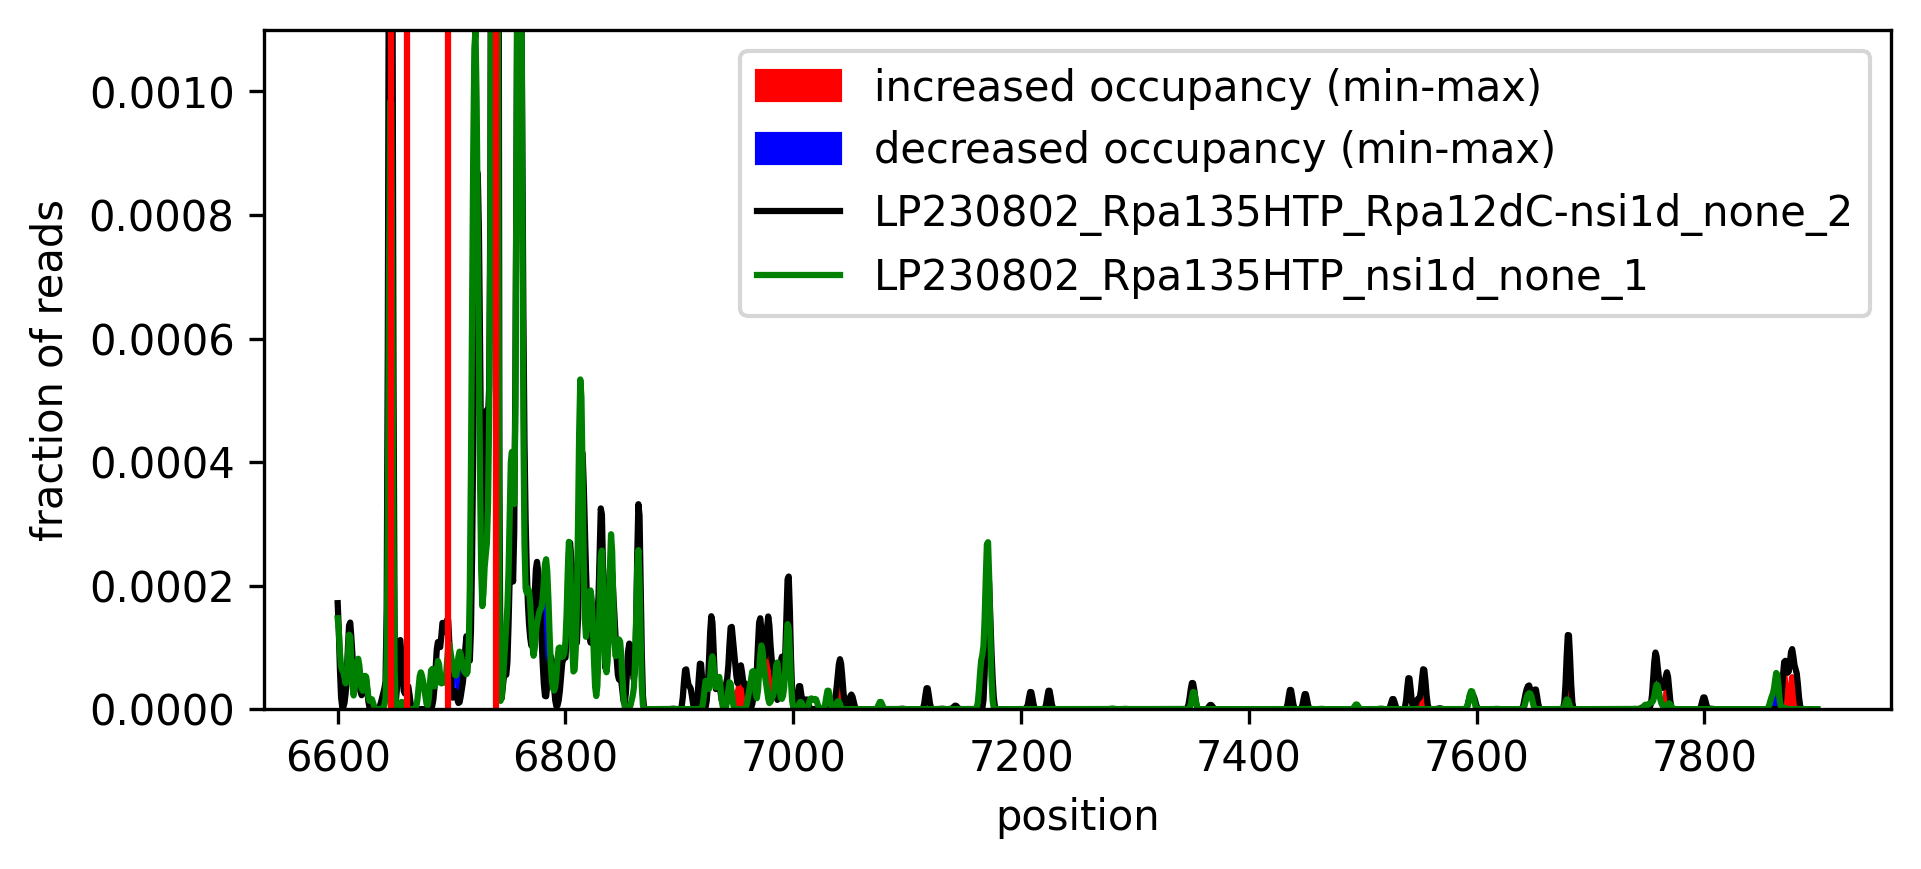 0.0010
0.0008
0.0006
0.0004
0.0002
0.0000
fraction of reads
increased occupancy (min-max)
decreased occupancy (min-max)
LP230802_Rpa135HTP_Rpa12dC-nsi1d_none_2
LP230802_Rpa135HTP_nsi1d_none_1
6600 6800 7000 7200 7400 7600 7800
position